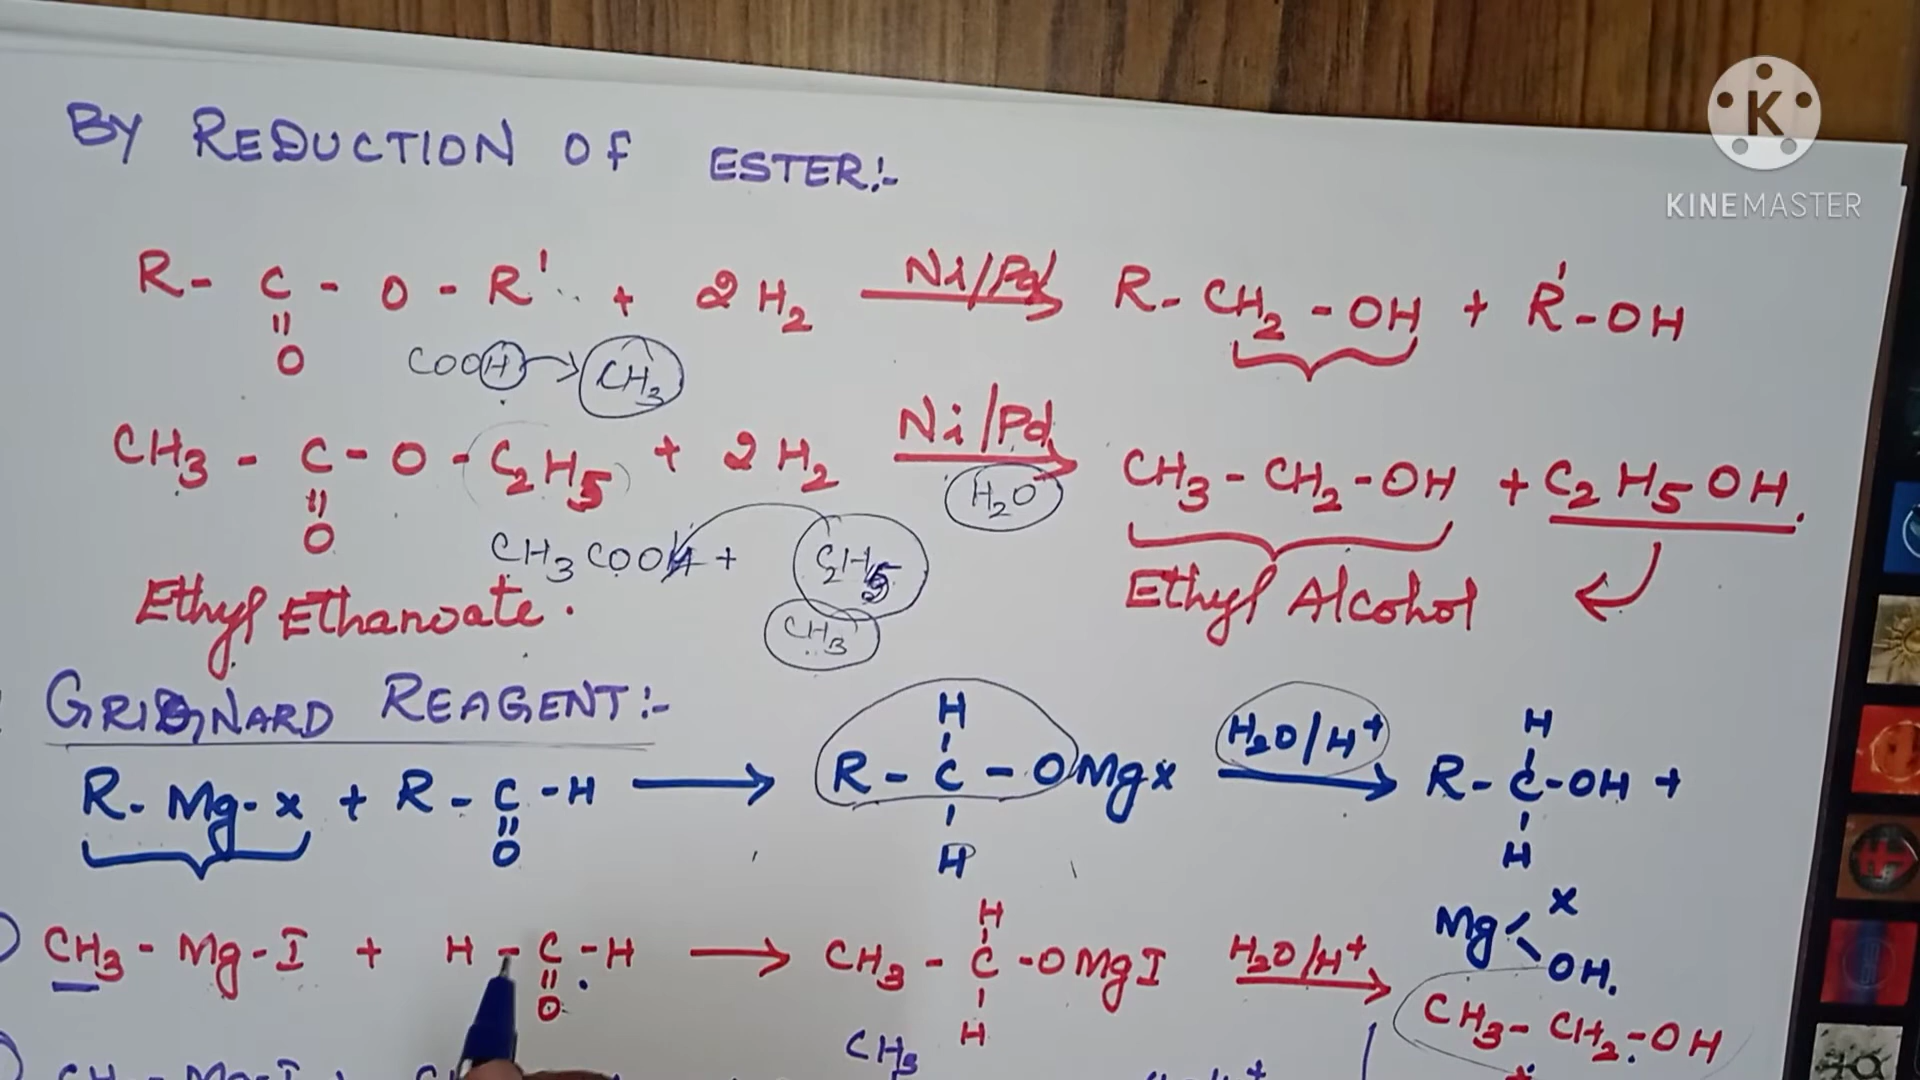 BY REDUCTION OF ESTER:-
K
KINEMASTER
R - C - O - R' + 2H2 Ni/Pd R - CH2 - OH + R' - OH
O
COOH → CH3
CH3 - C - O - C2H5 + 2H2 Ni/Pd CH3 - CH2 - OH + C2H5OH.
H2O
O
CH3COOH + C2H5
CH3
Ethyl Ethanoate. Ethyl Alcohol
GRIGNARD REAGENT:-
H H2O/H+ H
R - Mg - x + R - C - H → R - C - OMgx R - C - OH +
O H H
Mg x
OH.
H
CH3 - Mg - I + H - C - H → CH3 - C - OMgI H2O/H+
O H
CH3 - CH2 - OH
CH3